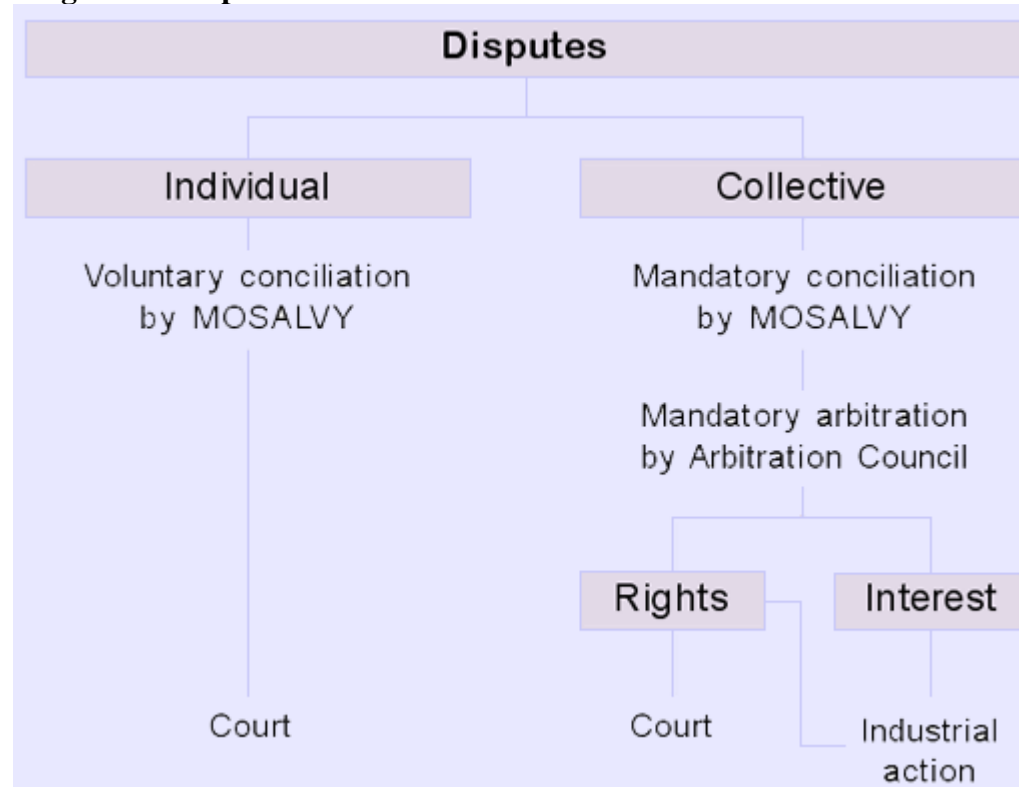 Disputes
Individual
Collective
Voluntary conciliation
by MOSALVY
Mandatory conciliation
by MOSALVY
Mandatory arbitration
by Arbitration Council
Rights
Interest
Court
Court
Industrial
action